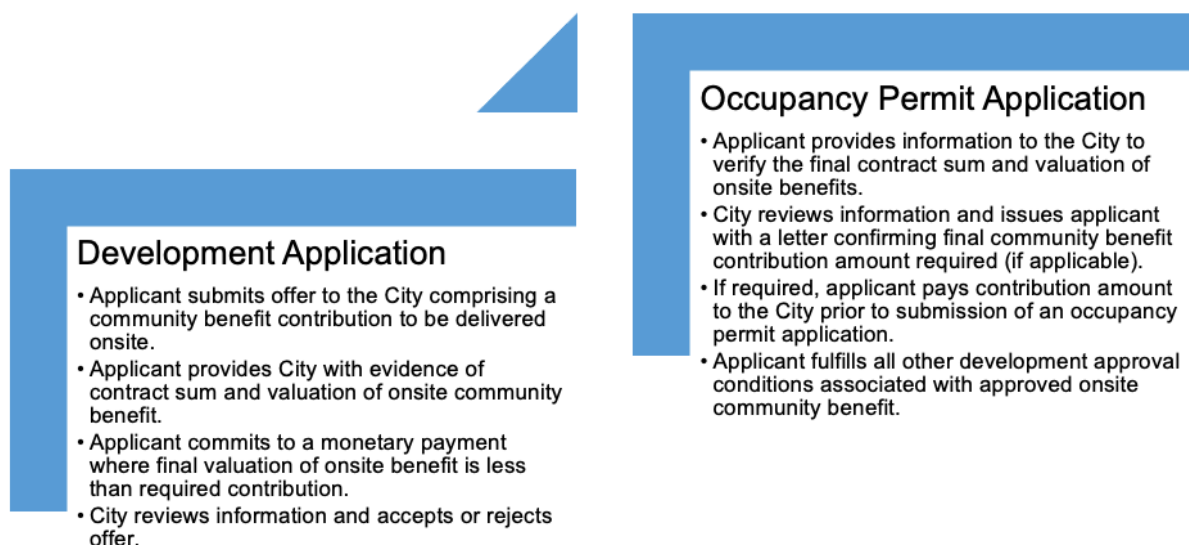 Development Application
• Applicant submits offer to the City comprising a
community benefit contribution to be delivered
onsite.
• Applicant provides City with evidence of
contract sum and valuation of onsite community
benefit.
• Applicant commits to a monetary payment
where final valuation of onsite benefit is less
than required contribution.
• City reviews information and accepts or rejects
offer.
Occupancy Permit Application
• Applicant provides information to the City to
verify the final contract sum and valuation of
onsite benefits.
• City reviews information and issues applicant
with a letter confirming final community benefit
contribution amount required (if applicable).
• If required, applicant pays contribution amount
to the City prior to submission of an occupancy
permit application.
• Applicant fulfills all other development approval
conditions associated with approved onsite
community benefit.